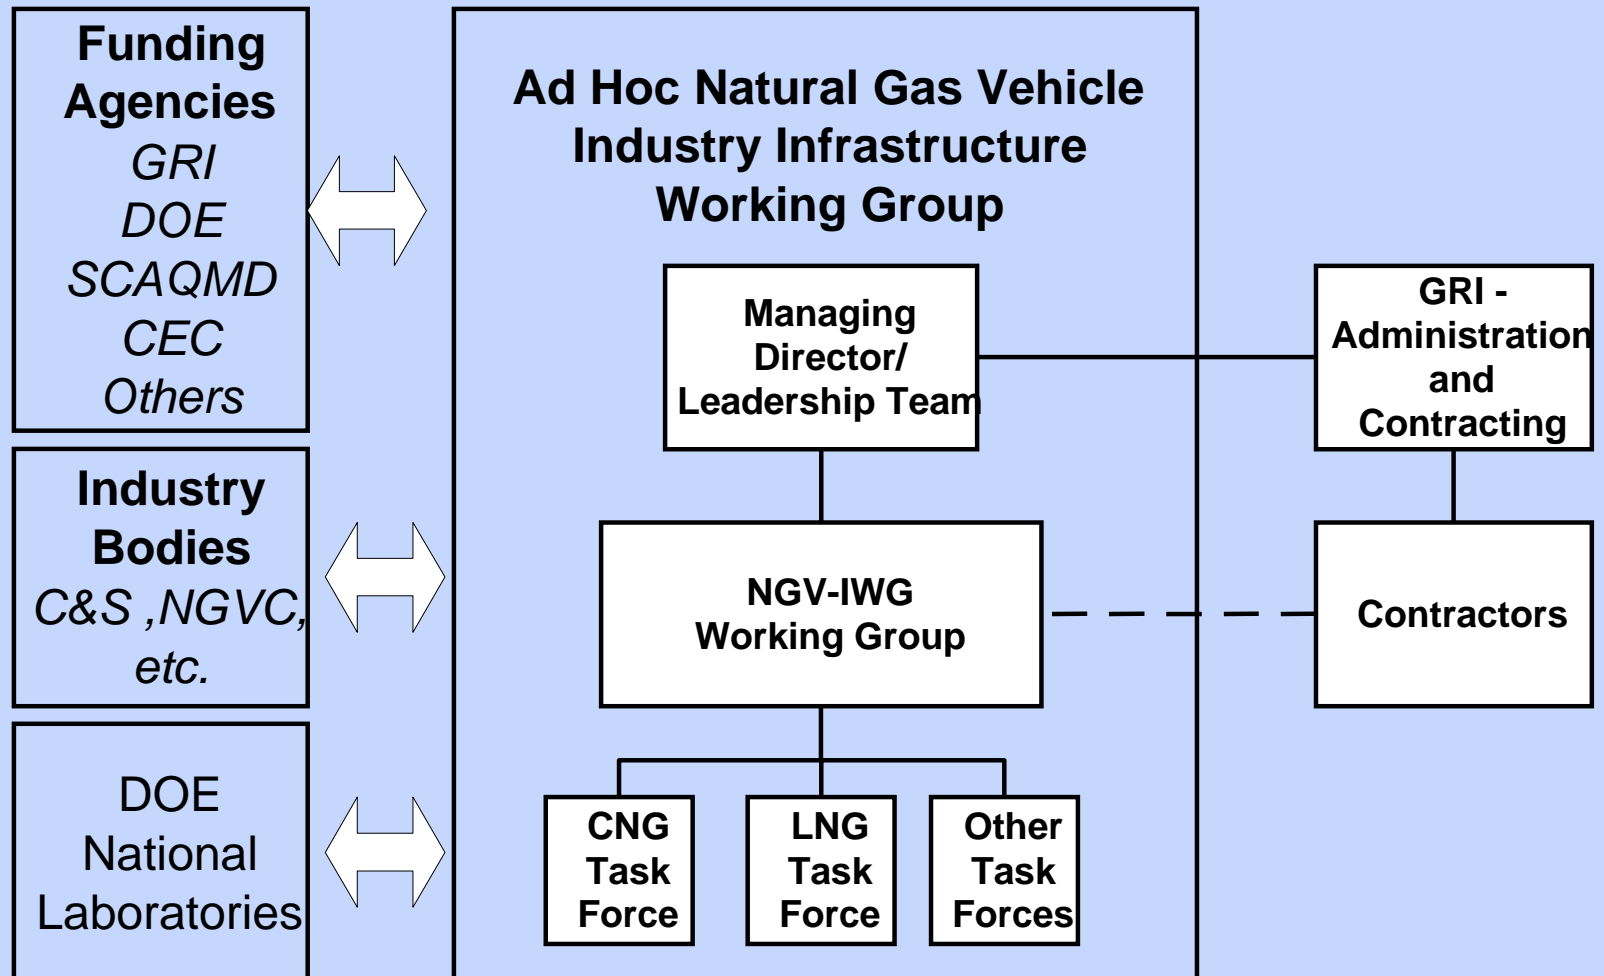 Funding
Agencies
GRI
DOE
SCAQMD
CEC
Others
Industry
Bodies
C&S ,NGVC,
etc.
DOE
National
Laboratories
Ad Hoc Natural Gas Vehicle
Industry Infrastructure
Working Group
Managing
Director/
Leadership Team
NGV-IWG
Working Group
CNG
Task
Force
LNG
Task
Force
Other
Task
Forces
GRI -
Administration
and
Contracting
Contractors